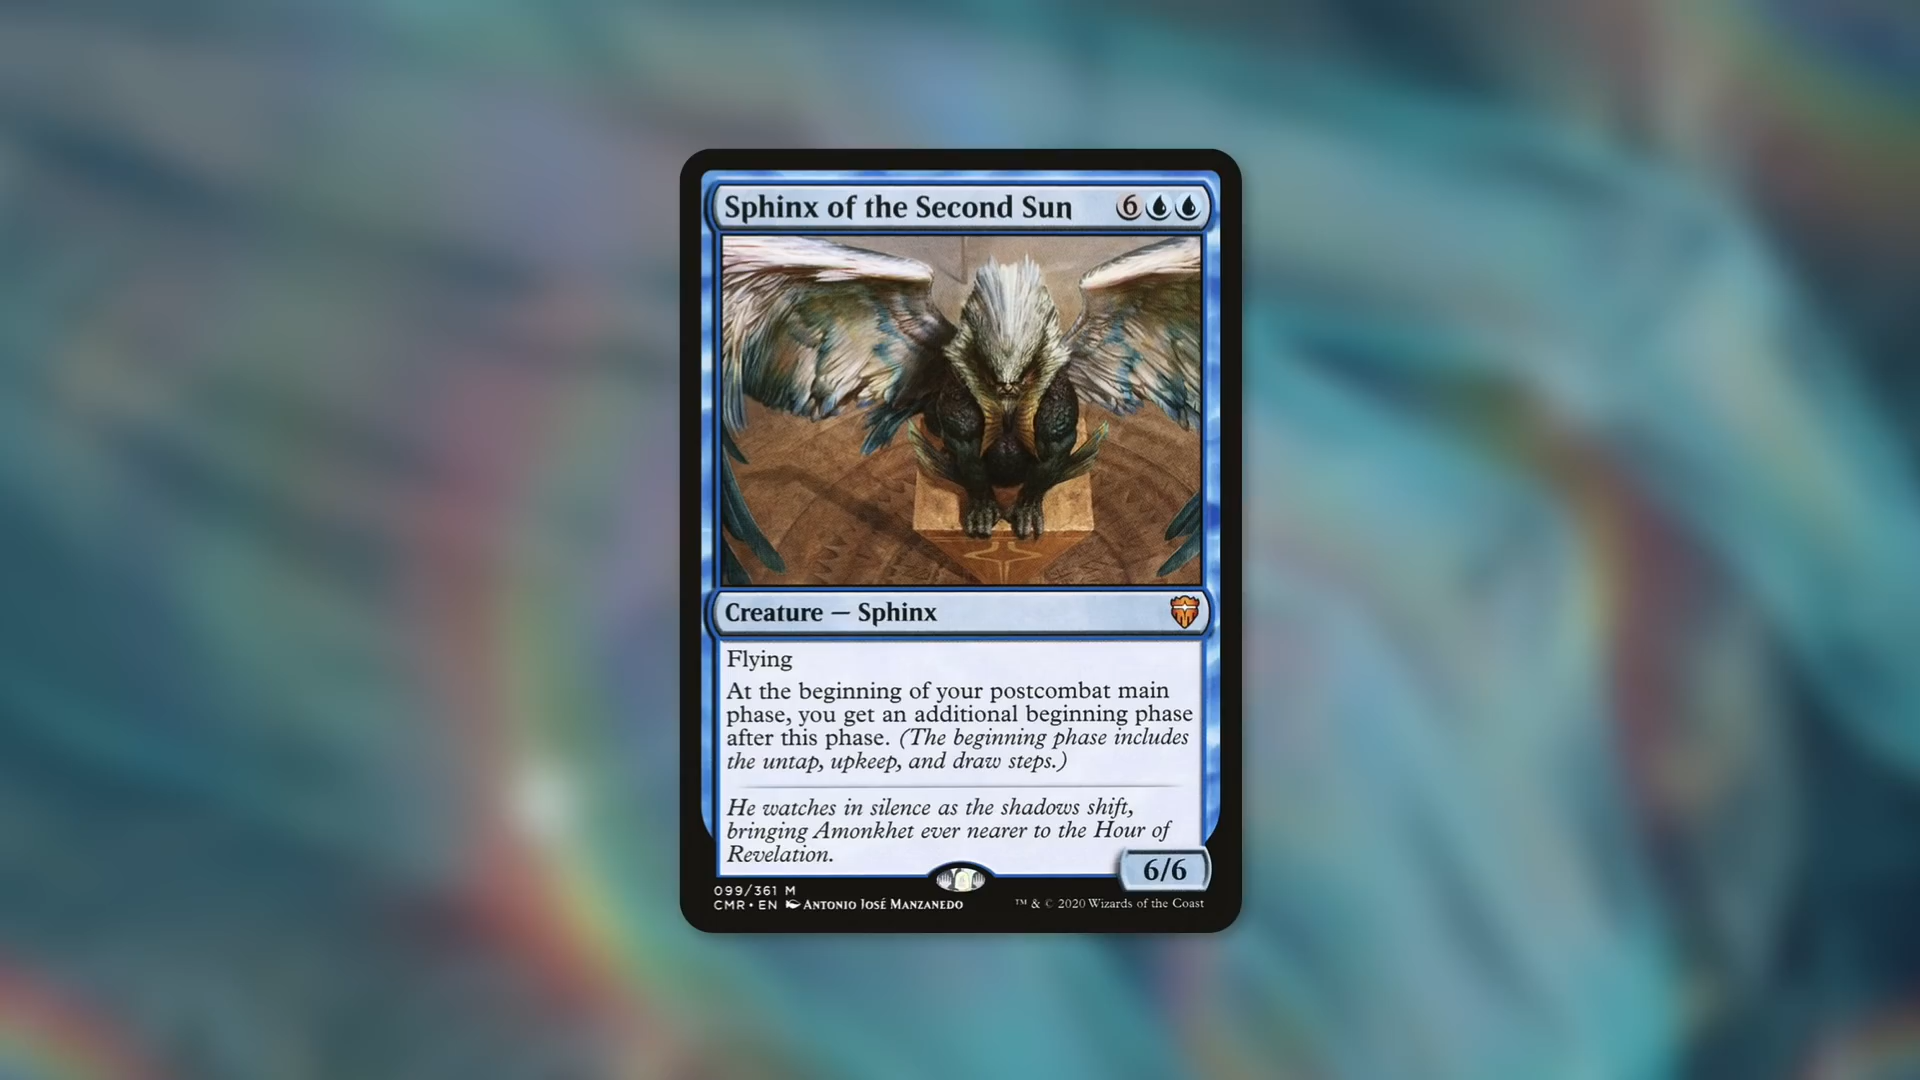 Sphinx of the Second Sun 6
Creature — Sphinx
Flying
At the beginning of your postcombat main
phase, you get an additional beginning phase
after this phase. (The beginning phase includes
the untap, upkeep, and draw steps.)
He watches in silence as the shadows shift,
bringing Amonkhet ever nearer to the Hour of
Revelation.
6/6
099/361 M
CMR • EN Antonio José Manzanedo
™ & © 2020 Wizards of the Coast